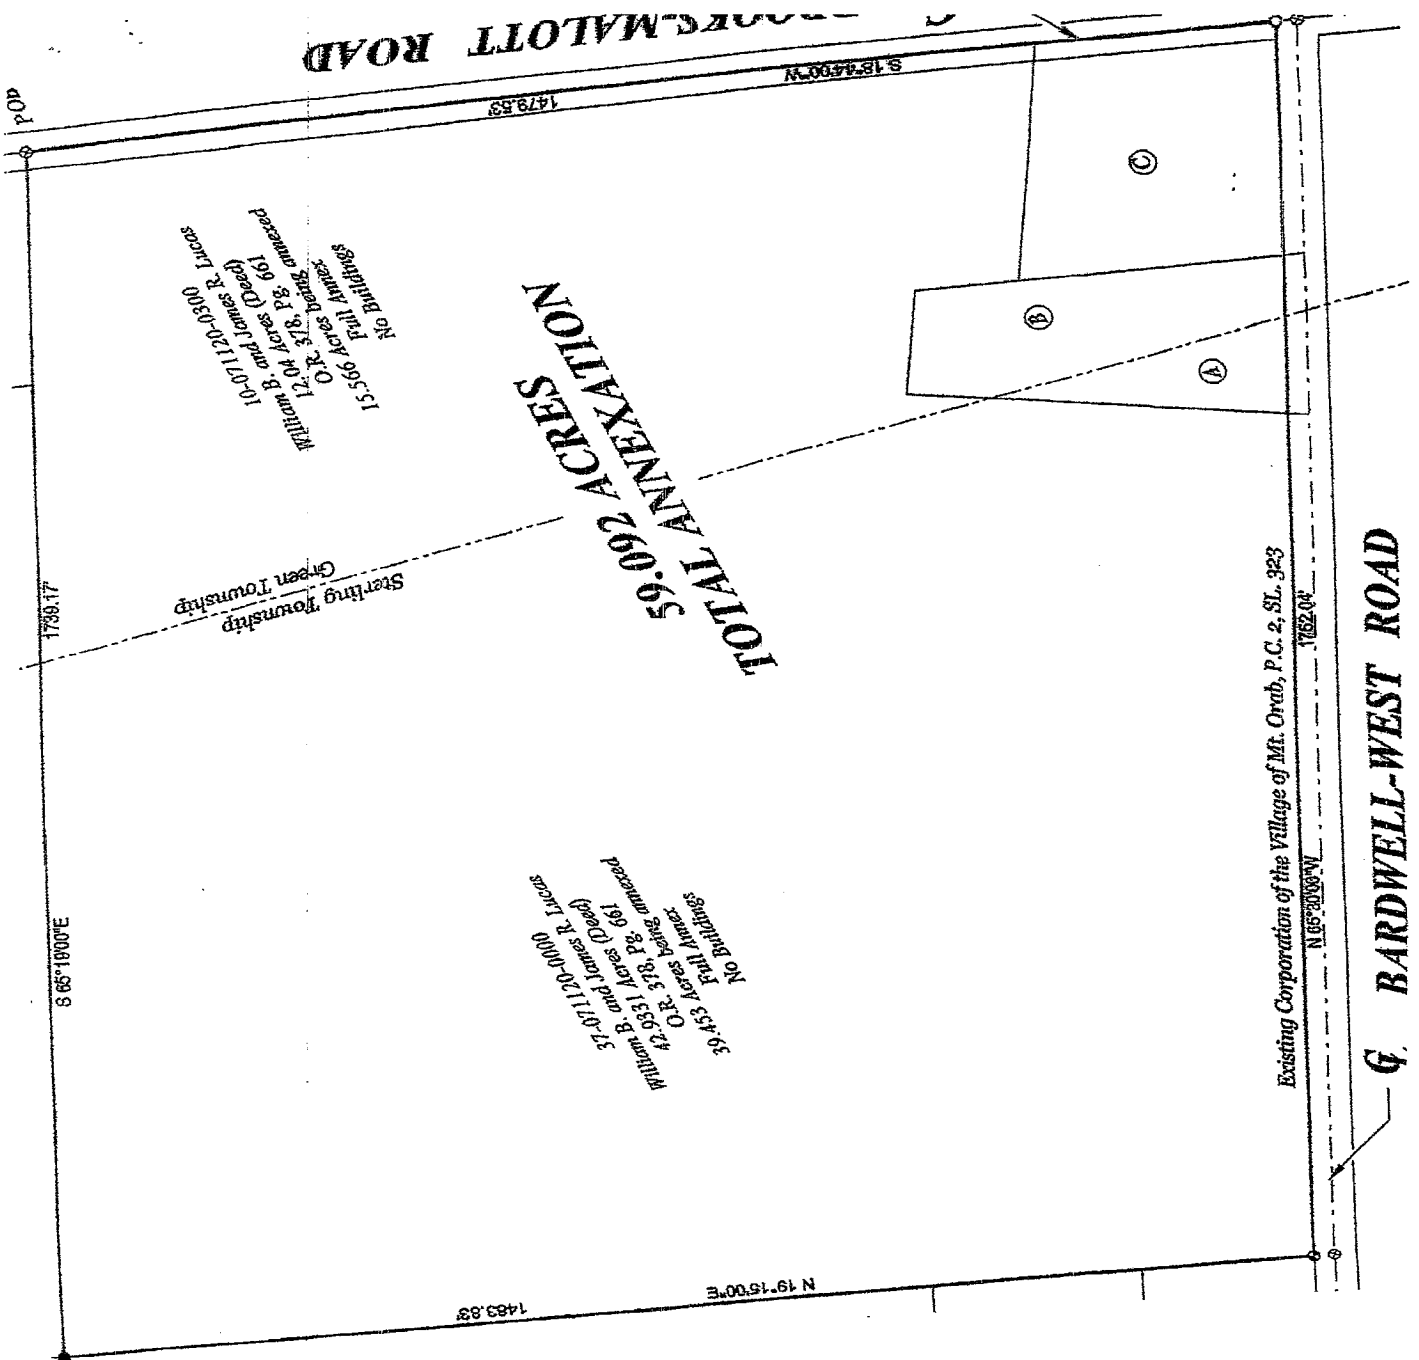 BROOKS-MALOTT ROAD
S 18°44'00"W
1479.53'
POB
10-071120-0300
William B. and James R. Lucas
12.04 Acres (Deed)
O.R. 378, Pg. 661
15.566 Acres being annexed
Full Annex
No Buildings
59.092 ACRES
TOTAL ANNEXATION
C
B
A
1739.17'
S 65°19'00"E
Green Township
Sterling Township
37-071120-0000
William B. and James R. Lucas
42.9331 Acres (Deed)
O.R. 378, Pg. 661
39.453 Acres being annexed
Full Annex
No Buildings
Existing Corporation of the Village of Mt. Orab, P.C. 2, SL. 323
1762.04'
N 65°20'00"W
℄ BARDWELL-WEST ROAD
N 19°15'00"E
1483.83'